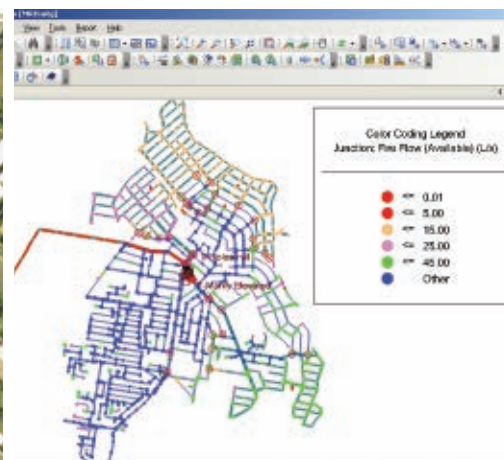 View Tools Report Help
Color Coding Legend
Junction: Fire Flow (Available) (L/s)
<= 0.01
<= 5.00
<= 15.00
<= 25.00
<= 45.00
Other
Elevated